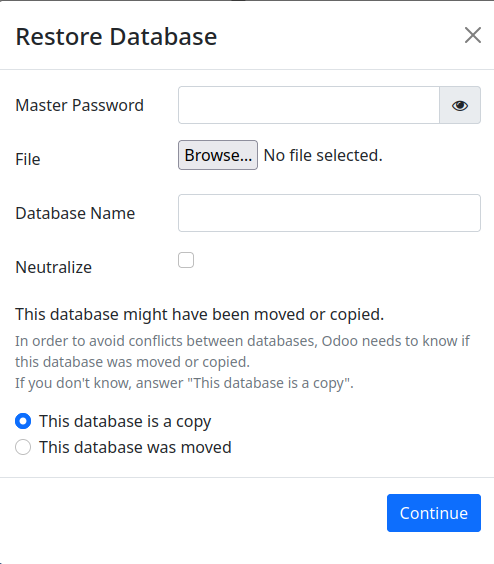 Restore Database
Master Password
File
Browse... No file selected.
Database Name
Neutralize
This database might have been moved or copied.
In order to avoid conflicts between databases, Odoo needs to know if
this database was moved or copied.
If you don't know, answer "This database is a copy".
This database is a copy
This database was moved
Continue